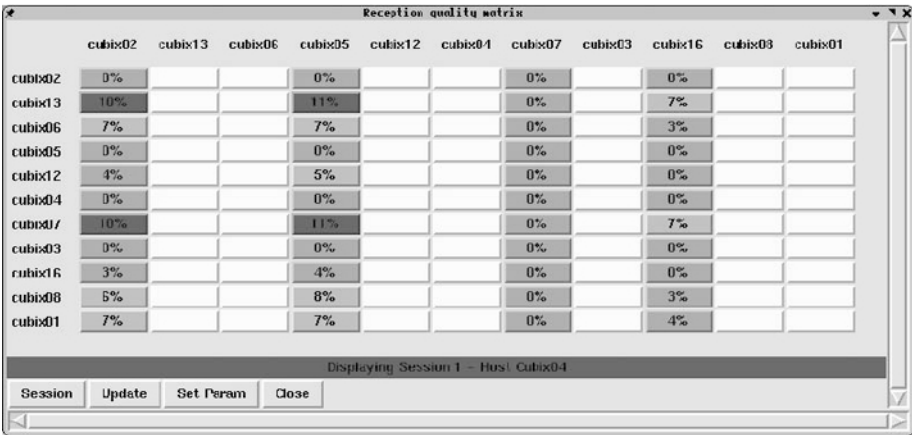 Reception quality matrix
cubix02 cubix13 cubix06 cubix05 cubix12 cubix04 cubix07 cubix03 cubix16 cubix08 cubix01
cubix02 0% 0% 0% 0%
cubix13 10% 11% 0% 7%
cubix06 7% 7% 0% 3%
cubix05 0% 0% 0% 0%
cubix12 4% 5% 0% 0%
cubix04 0% 0% 0% 0%
cubix07 10% 11% 0% 7%
cubix03 0% 0% 0% 0%
cubix16 3% 4% 0% 0%
cubix08 8% 0% 3%
cubix01 7% 7% 0% 4%
Displaying Session 1 - Host Cubix04
Session Update Set Param Close